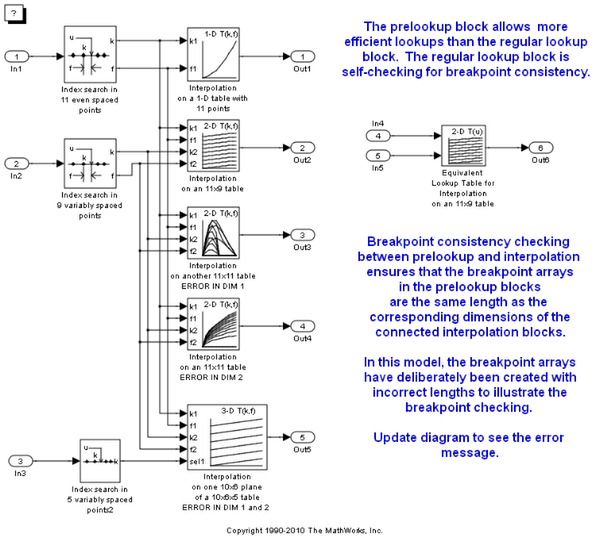 ?
1
In1
u
k
f
k
f
Index search in
11 even spaced
points
1-D T(k,f)
k1
f1
Interpolation
on a 1-D table with
11 points
1
Out1
The prelookup block allows more
efficient lookups than the regular lookup
block. The regular lookup block is
self-checking for breakpoint consistency.
2
In2
u
k
f
k
f
Index search in
9 variably spaced
points
2-D T(k,f)
k1
f1
k2
f2
Interpolation
on an 11x9 table
2
Out2
In4
4
5
In5
2-D T(u)
Equivalent
Lookup Table for
Interpolation
on an 11x9 table
6
Out6
2-D T(k,f)
k1
f1
k2
f2
Interpolation
on another 11x11 table
ERROR IN DIM 1
3
Out3
2-D T(k,f)
k1
f1
k2
f2
Interpolation
on an 11x11 table
ERROR IN DIM 2
4
Out4
Breakpoint consistency checking
between prelookup and interpolation
ensures that the breakpoint arrays
in the prelookup blocks
are the same length as the
corresponding dimensions of the
connected interpolation blocks.
In this model, the breakpoint arrays
have deliberately been created with
incorrect lengths to illustrate the
breakpoint checking.
Update diagram to see the error
message.
3
In3
u
k
Index search in
5 variably spaced
points2
3-D T(k,f)
k1
f1
k2
f2
sel1
Interpolation
on one 10x6 plane
of a 10x6x5 table
ERROR IN DIM 1 and 2
5
Out5
Copyright 1990-2010 The MathWorks, Inc.